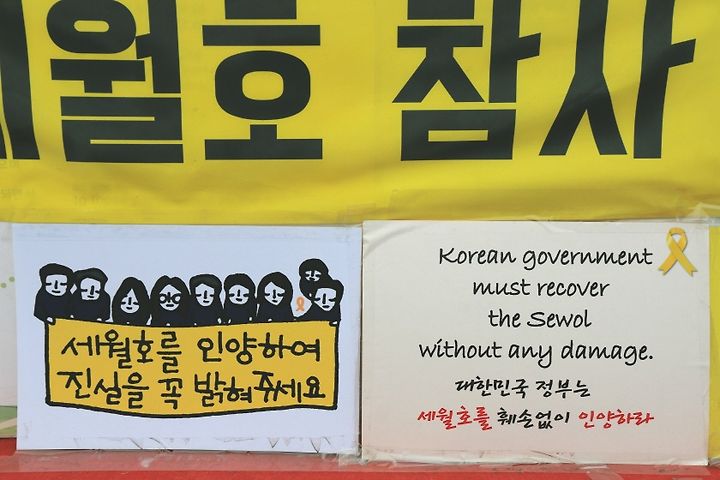 세월호 참사
세월호를 인양하여
진실을 꼭 밝혀주세요
Korean government
must recover
the Sewol
without any damage.
대한민국 정부는
세월호를 훼손없이 인양하라